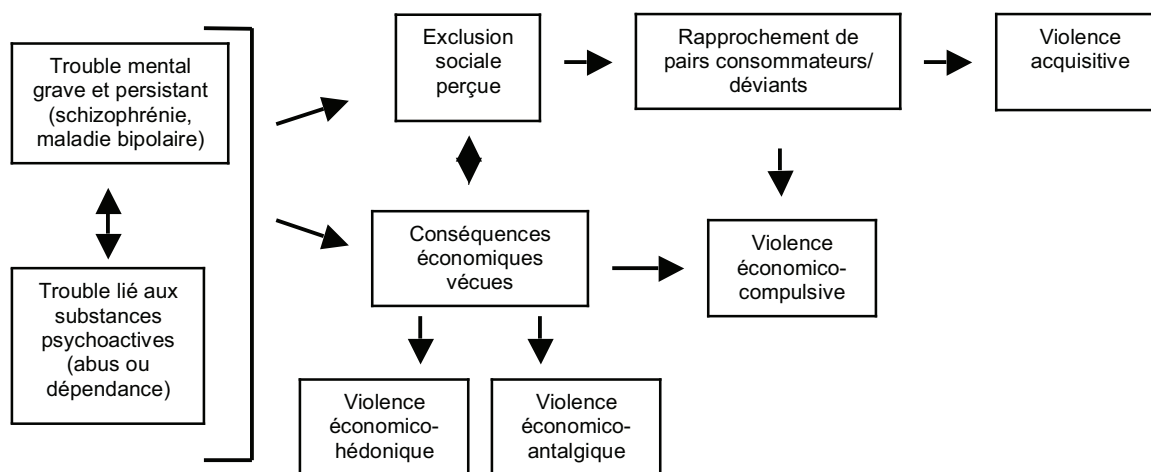 Trouble mental
grave et persistant
(schizophrénie,
maladie bipolaire)
Trouble lié aux
substances
psychoactives
(abus ou
dépendance)
Exclusion
sociale
perçue
Rapprochement de
pairs consommateurs/
déviants
Violence
acquisitive
Conséquences
économiques
vécues
Violence
économico-
compulsive
Violence
économico-
hédonique
Violence
économico-
antalgique